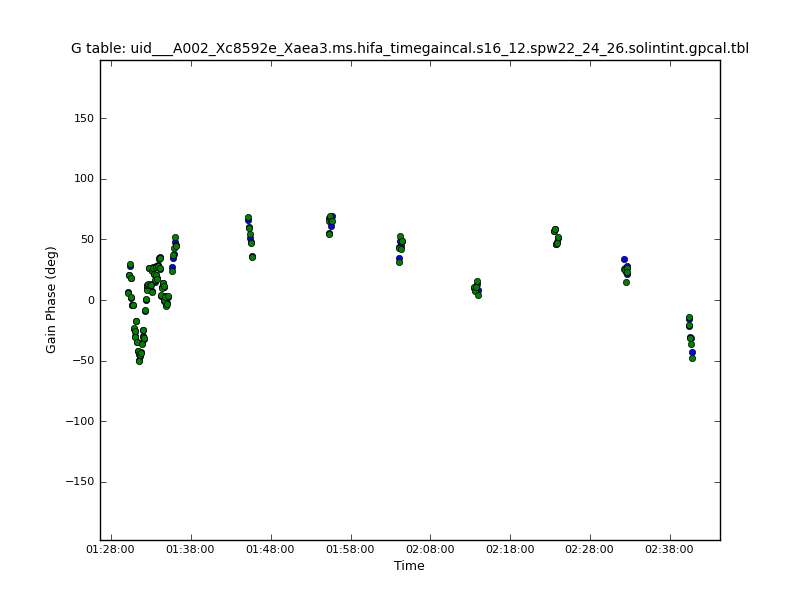 G table: uid___A002_Xc8592e_Xaea3.ms.hifa_timegaincal.s16_12.spw22_24_26.solintint.gpcal.tbl
150
100
50
0
−50
−100
−150
Gain Phase (deg)
01:28:00 01:38:00 01:48:00 01:58:00 02:08:00 02:18:00 02:28:00 02:38:00
Time